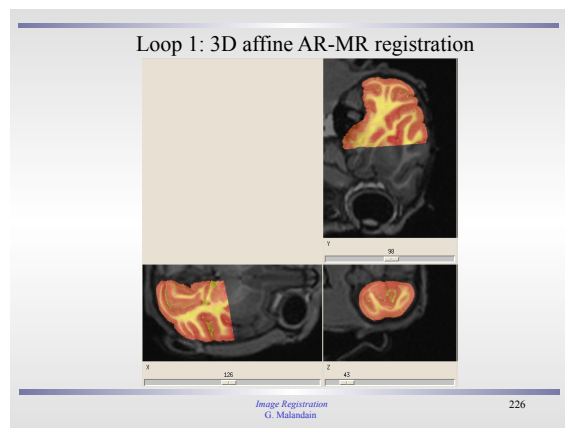 Loop 1: 3D affine AR-MR registration
Y
98
X
126
Z
43
Image Registration
G. Malandain
226